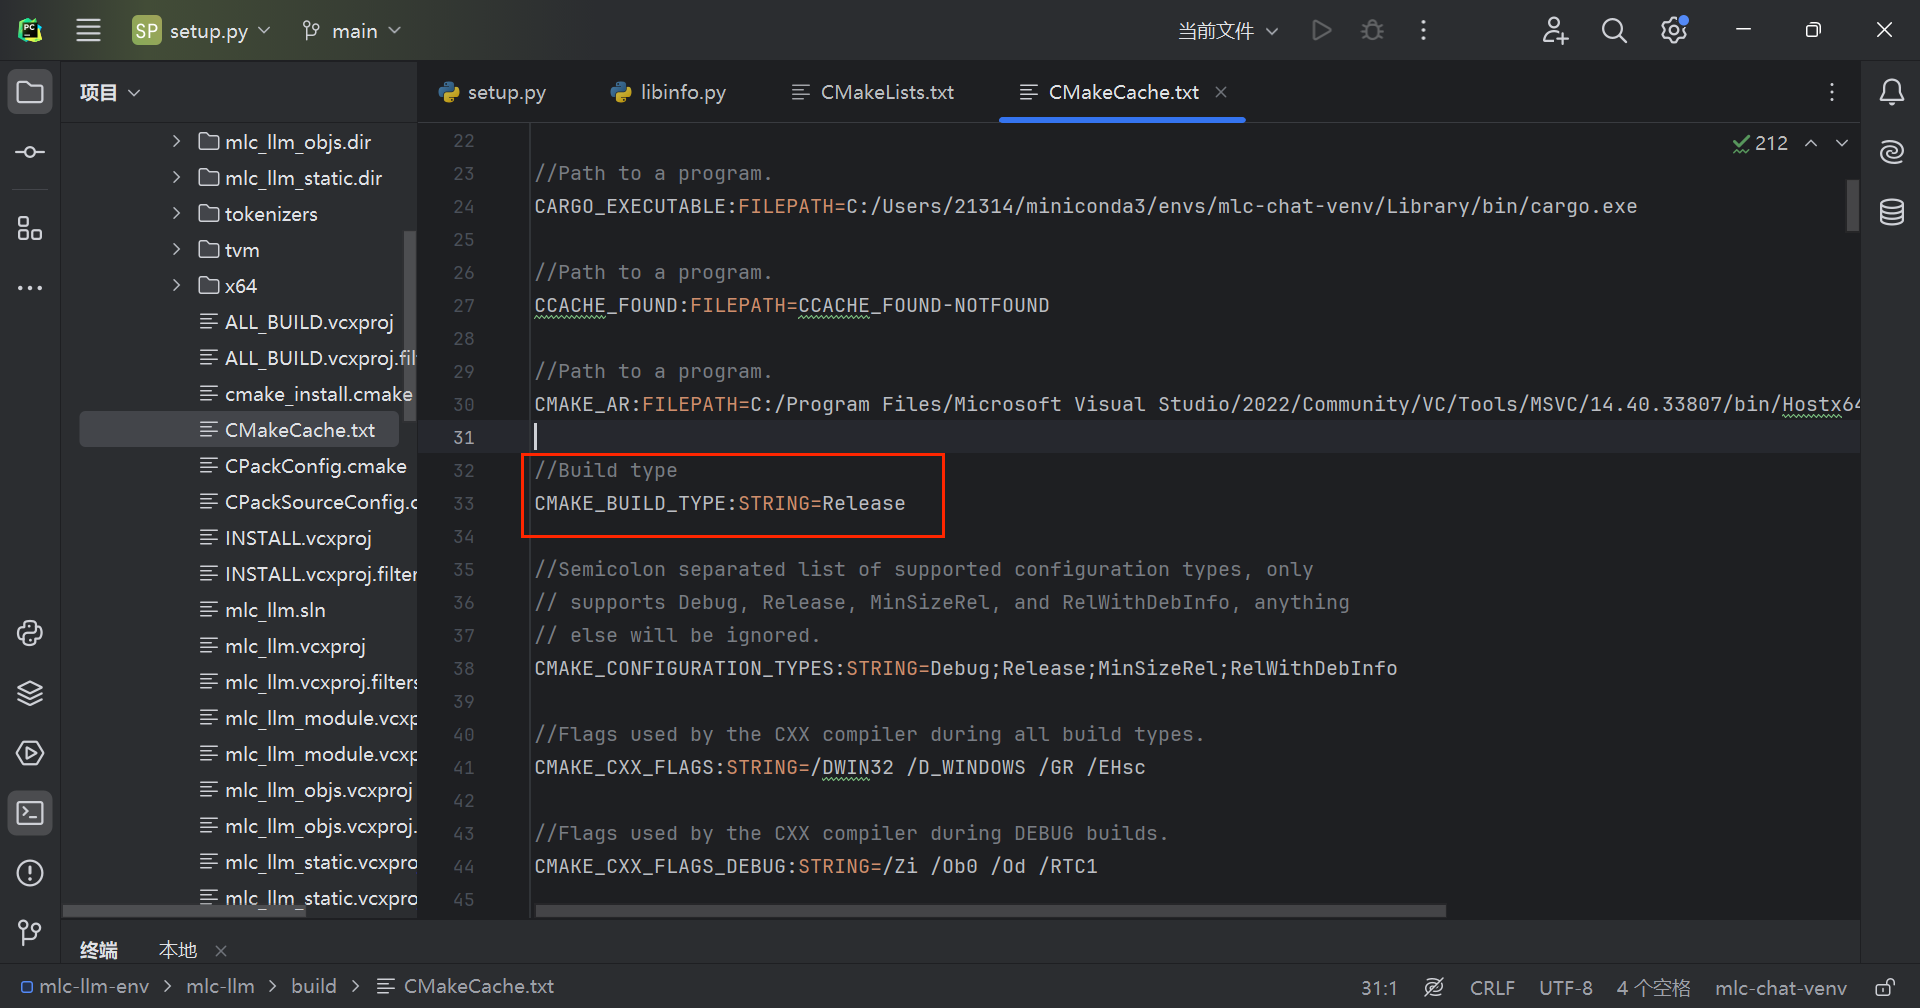 SP setup.py main 当前文件
项目
mlc_llm_objs.dir
mlc_llm_static.dir
tokenizers
tvm
x64
ALL_BUILD.vcxproj
ALL_BUILD.vcxproj.fil
cmake_install.cmake
CMakeCache.txt
CPackConfig.cmake
CPackSourceConfig.c
INSTALL.vcxproj
INSTALL.vcxproj.filter
mlc_llm.sln
mlc_llm.vcxproj
mlc_llm.vcxproj.filters
mlc_llm_module.vcxp
mlc_llm_module.vcxp
mlc_llm_objs.vcxproj
mlc_llm_objs.vcxproj.
mlc_llm_static.vcxpro
mlc_llm_static.vcxpro
setup.py libinfo.py CMakeLists.txt CMakeCache.txt
212
22
23 //Path to a program.
24 CARGO_EXECUTABLE:FILEPATH=C:/Users/21314/miniconda3/envs/mlc-chat-venv/Library/bin/cargo.exe
25
26 //Path to a program.
27 CCACHE_FOUND:FILEPATH=CCACHE_FOUND-NOTFOUND
28
29 //Path to a program.
30 CMAKE_AR:FILEPATH=C:/Program Files/Microsoft Visual Studio/2022/Community/VC/Tools/MSVC/14.40.33807/bin/Hostx64
31
32 //Build type
33 CMAKE_BUILD_TYPE:STRING=Release
34
35 //Semicolon separated list of supported configuration types, only
36 // supports Debug, Release, MinSizeRel, and RelWithDebInfo, anything
37 // else will be ignored.
38 CMAKE_CONFIGURATION_TYPES:STRING=Debug;Release;MinSizeRel;RelWithDebInfo
39
40 //Flags used by the CXX compiler during all build types.
41 CMAKE_CXX_FLAGS:STRING=/DWIN32 /D_WINDOWS /GR /EHsc
42
43 //Flags used by the CXX compiler during DEBUG builds.
44 CMAKE_CXX_FLAGS_DEBUG:STRING=/Zi /Ob0 /Od /RTC1
45
终端 本地
mlc-llm-env > mlc-llm > build > CMakeCache.txt 31:1 CRLF UTF-8 4 个空格 mlc-chat-venv